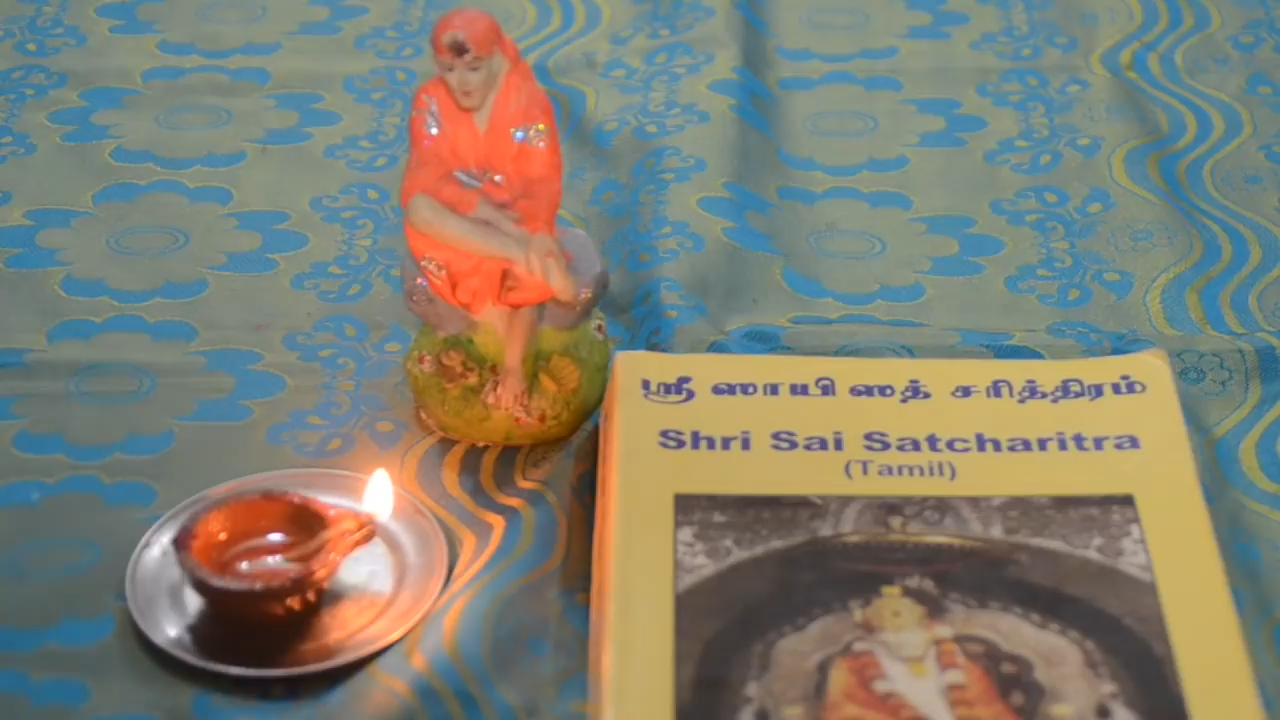 ஸ்ரீ ஸாயி ஸத் சரித்திரம்
Shri Sai Satcharitra
(Tamil)